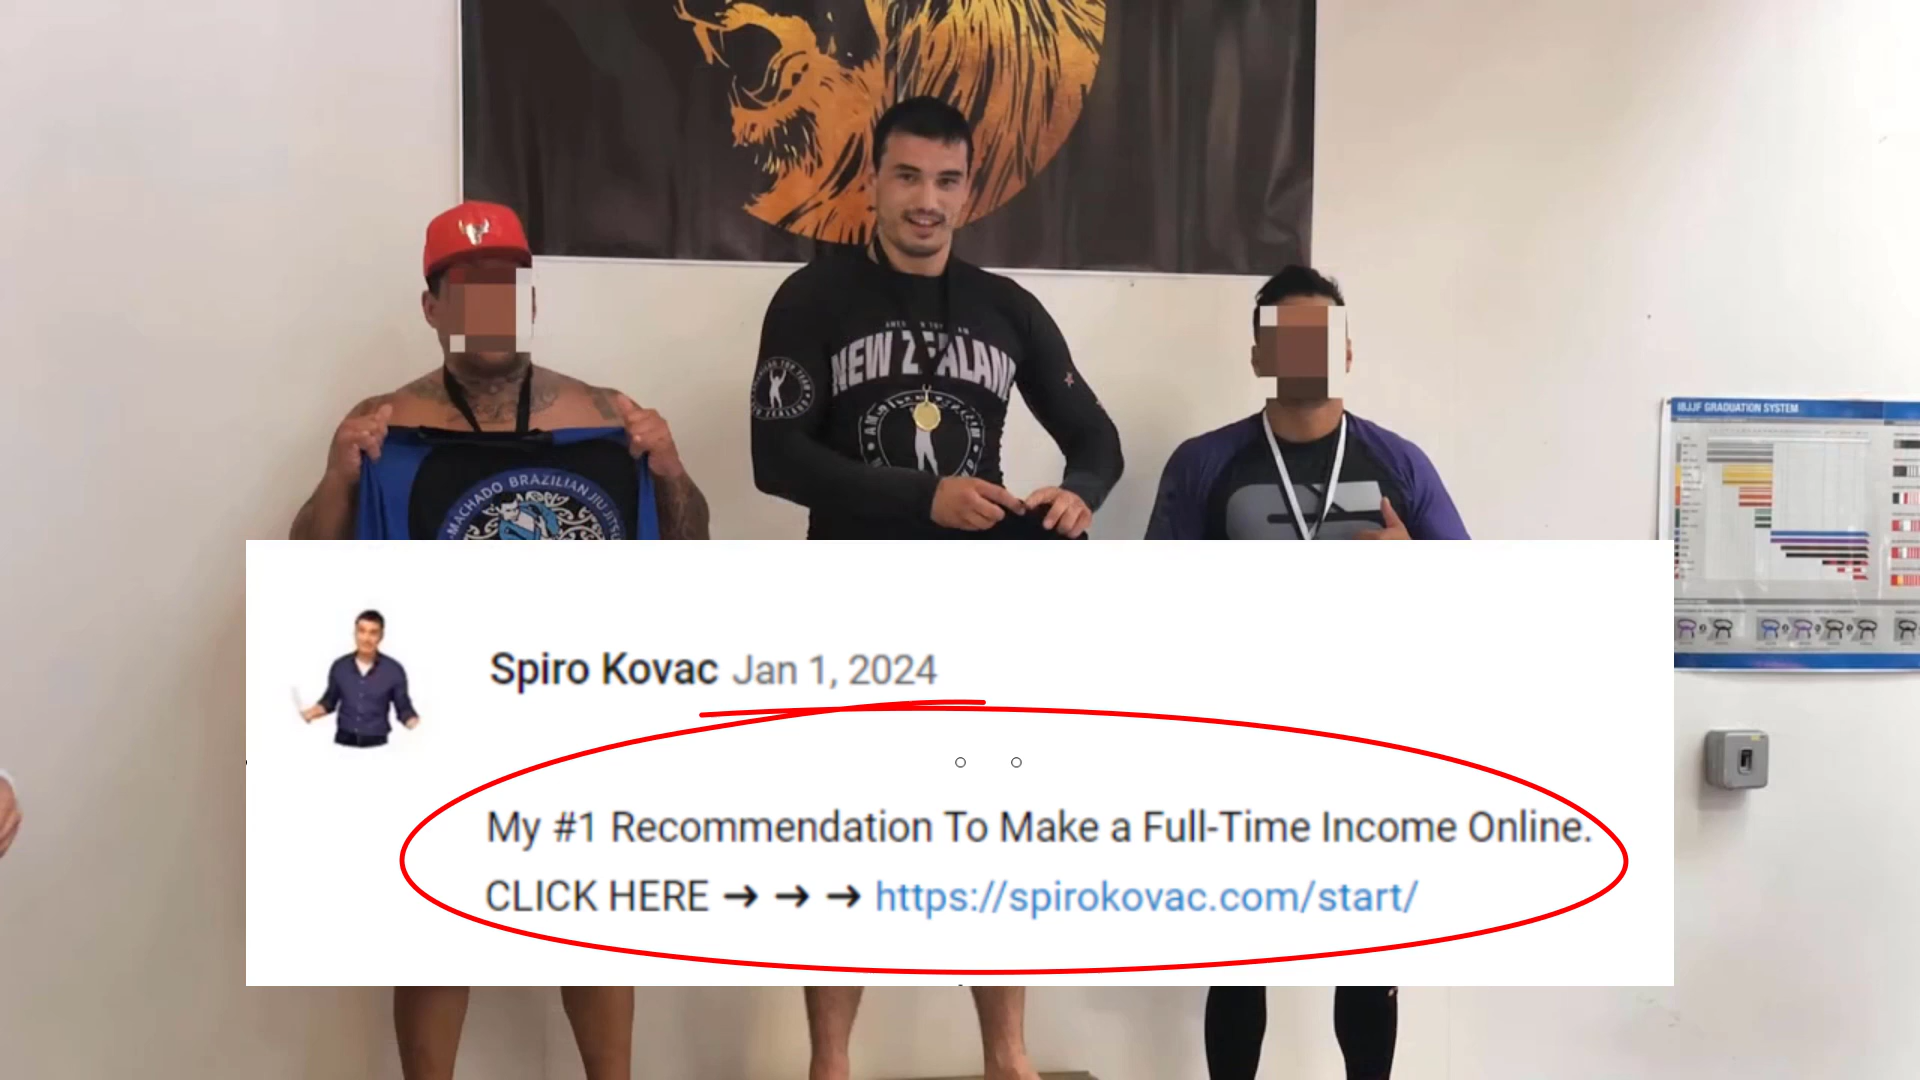 NEW ZEALAND
MACHADO BRAZILIAN JIU JITSU
IBJJF GRADUATION SYSTEM
Spiro Kovac Jan 1, 2024
My #1 Recommendation To Make a Full-Time Income Online.
CLICK HERE → → → https://spirokovac.com/start/